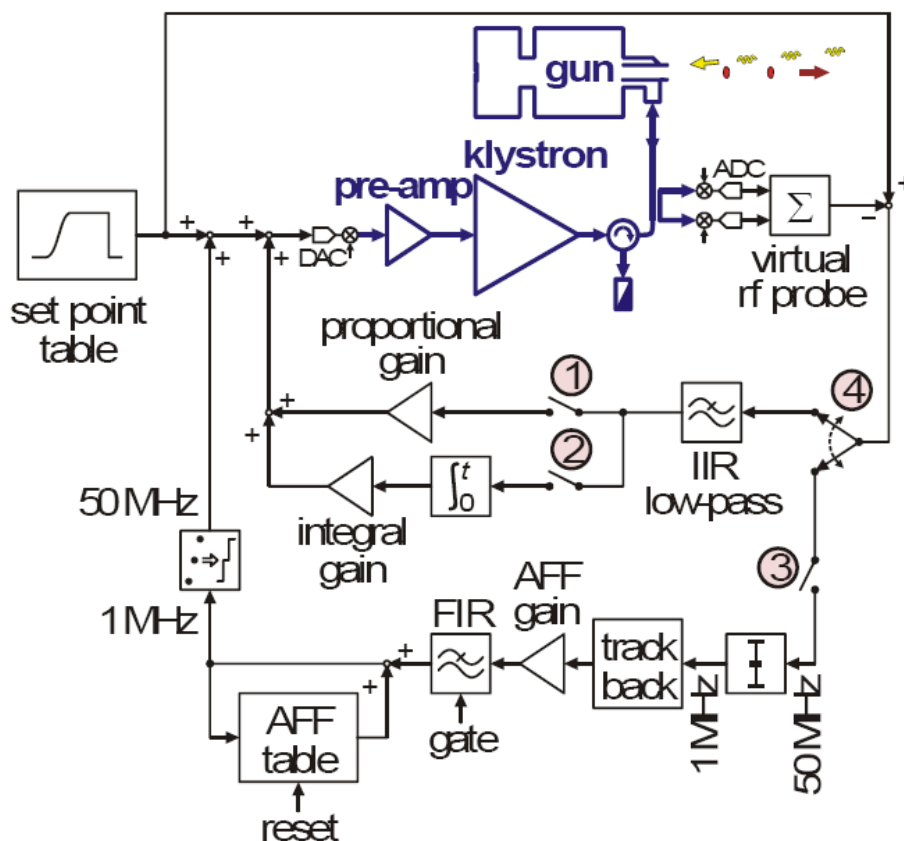 gun
klystron
pre-amp
ADC
+
Σ
−
+
+
+
+
DAC
+
virtual
rf probe
set point
table
proportional
gain
1
4
+
2
+
∫₀ᵗ
IIR
low-pass
50 MHz
integral
gain
⇒
3
AFF
gain
1 MHz
FIR
+
track
back
+
1 MHz
50 MHz
AFF
table
gate
reset